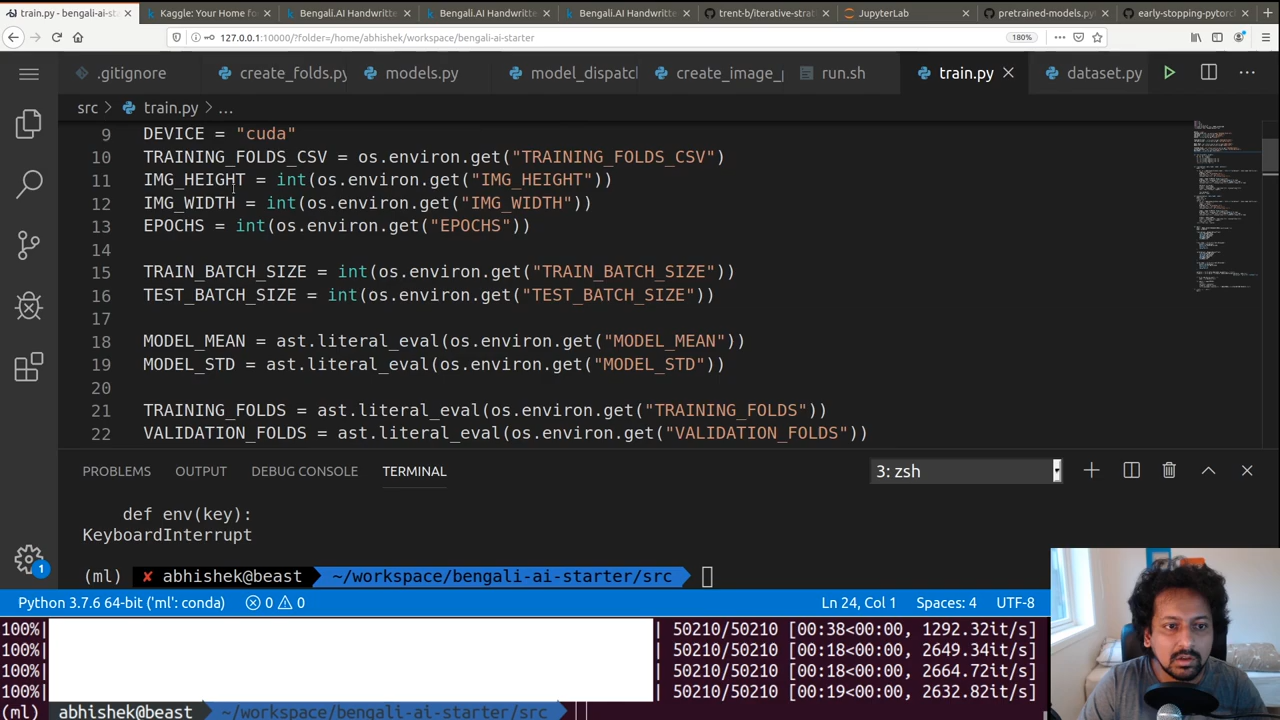 train.py - bengali-ai-st
Kaggle: Your Home fo
Bengali.AI Handwritte
Bengali.AI Handwritte
Bengali.AI Handwritte
trent-b/iterative-strati
JupyterLab
pretrained-models.py
early-stopping-pytorc
127.0.0.1:10000/?folder=/home/abhishek/workspace/bengali-ai-starter
180%
.gitignore
create_folds.py
models.py
model_dispatc
create_image_p
run.sh
train.py
dataset.py
src > train.py > ...
9 DEVICE = "cuda"
10 TRAINING_FOLDS_CSV = os.environ.get("TRAINING_FOLDS_CSV")
11 IMG_HEIGHT = int(os.environ.get("IMG_HEIGHT"))
12 IMG_WIDTH = int(os.environ.get("IMG_WIDTH"))
13 EPOCHS = int(os.environ.get("EPOCHS"))
14
15 TRAIN_BATCH_SIZE = int(os.environ.get("TRAIN_BATCH_SIZE"))
16 TEST_BATCH_SIZE = int(os.environ.get("TEST_BATCH_SIZE"))
17
18 MODEL_MEAN = ast.literal_eval(os.environ.get("MODEL_MEAN"))
19 MODEL_STD = ast.literal_eval(os.environ.get("MODEL_STD"))
20
21 TRAINING_FOLDS = ast.literal_eval(os.environ.get("TRAINING_FOLDS"))
22 VALIDATION_FOLDS = ast.literal_eval(os.environ.get("VALIDATION_FOLDS"))
PROBLEMS OUTPUT DEBUG CONSOLE TERMINAL 3: zsh
def env(key):
KeyboardInterrupt
(ml) ✘ abhishek@beast ~/workspace/bengali-ai-starter/src
1
Python 3.7.6 64-bit ('ml': conda) 0 0 Ln 24, Col 1 Spaces: 4 UTF-8
100%| | 50210/50210 [00:38<00:00, 1292.32it/s]
100%| | 50210/50210 [00:18<00:00, 2649.34it/s]
100%| | 50210/50210 [00:18<00:00, 2664.72it/s]
100%| | 50210/50210 [00:19<00:00, 2632.82it/s]
(ml) abhishek@beast ~/workspace/bengali-ai-starter/src